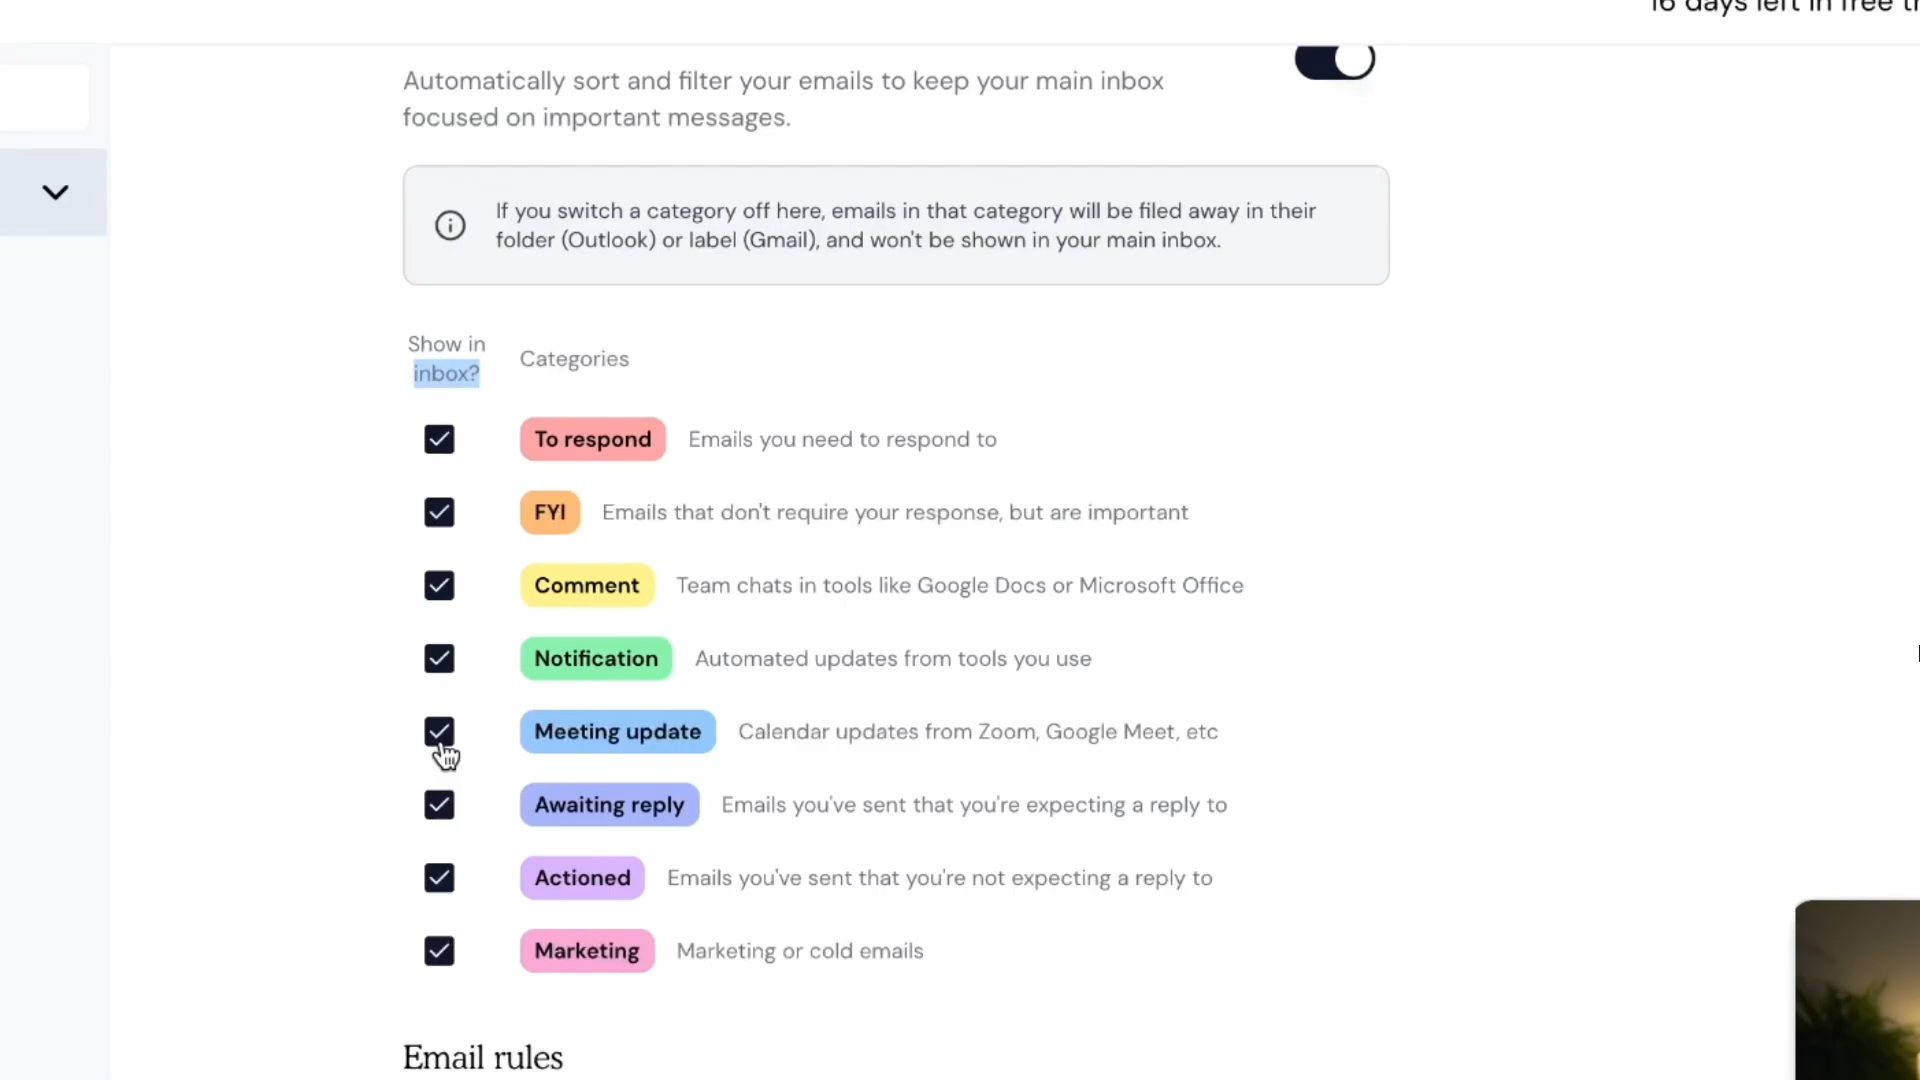 16 days left in free
Automatically sort and filter your emails to keep your main inbox
focused on important messages.
If you switch a category off here, emails in that category will be filed away in their
folder (Outlook) or label (Gmail), and won't be shown in your main inbox.
Show in
inbox?
Categories
To respond Emails you need to respond to
FYI Emails that don't require your response, but are important
Comment Team chats in tools like Google Docs or Microsoft Office
Notification Automated updates from tools you use
Meeting update Calendar updates from Zoom, Google Meet, etc
Awaiting reply Emails you've sent that you're expecting a reply to
Actioned Emails you've sent that you're not expecting a reply to
Marketing Marketing or cold emails
Email rules